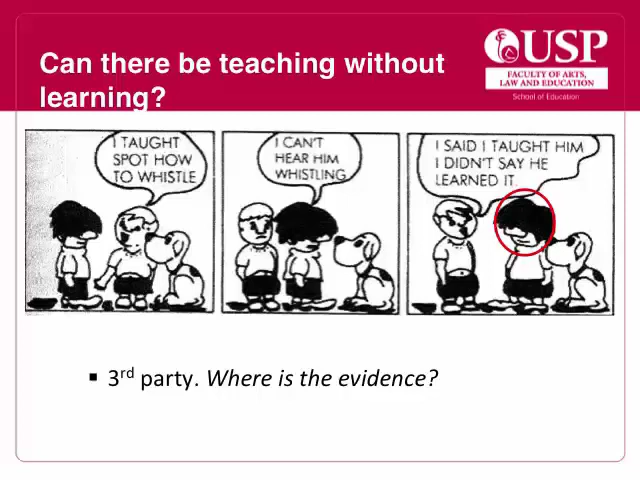 Can there be teaching without
learning?
USP
FACULTY OF ARTS,
LAW AND EDUCATION
School of Education
I TAUGHT
SPOT HOW
TO WHISTLE
I CAN'T
HEAR HIM
WHISTLING
I SAID I TAUGHT HIM
I DIDN'T SAY HE
LEARNED IT.
▪ 3rd party. Where is the evidence?